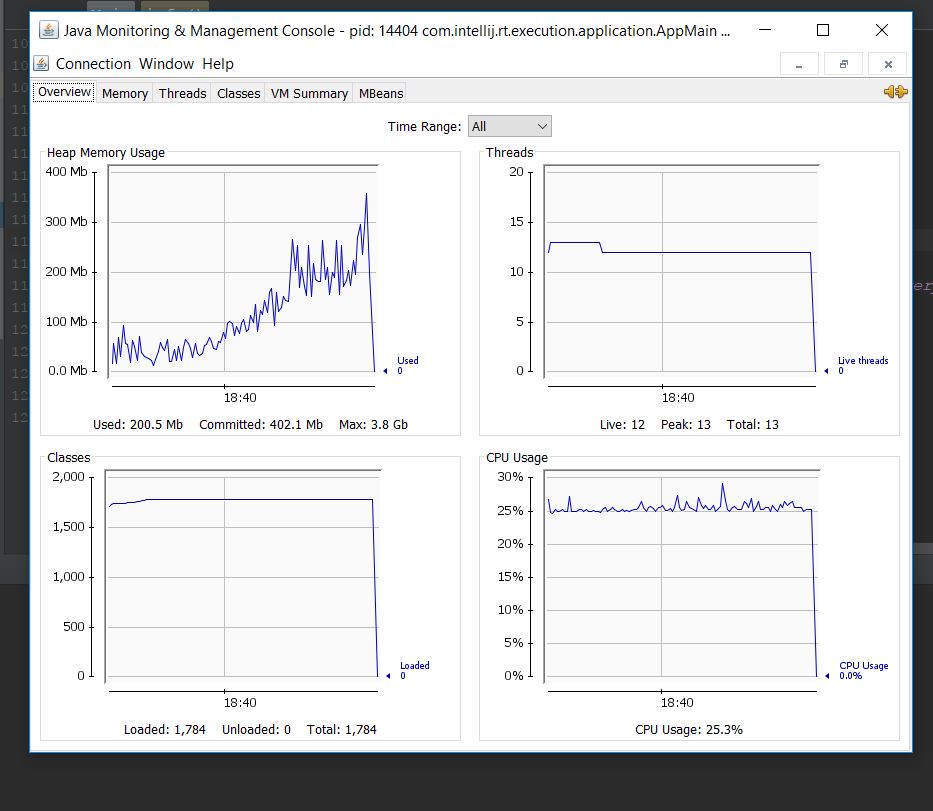 Java Monitoring & Management Console - pid: 14404 com.intellij.rt.execution.application.AppMain ...
Connection Window Help
Overview Memory Threads Classes VM Summary MBeans
Time Range: All
Heap Memory Usage
400 Mb
300 Mb
200 Mb
100 Mb
0.0 Mb
Used
0
18:40
Used: 200.5 Mb Committed: 402.1 Mb Max: 3.8 Gb
Threads
20
15
10
5
0
Live threads
0
18:40
Live: 12 Peak: 13 Total: 13
Classes
2,000
1,500
1,000
500
0
Loaded
0
18:40
Loaded: 1,784 Unloaded: 0 Total: 1,784
CPU Usage
30%
25%
20%
15%
10%
5%
0%
CPU Usage
0.0%
18:40
CPU Usage: 25.3%